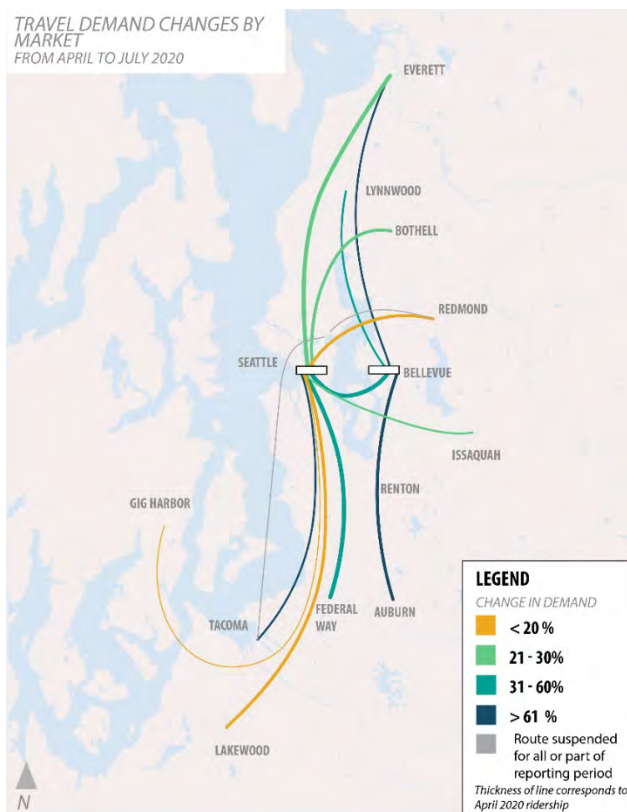 TRAVEL DEMAND CHANGES BY
MARKET
FROM APRIL TO JULY 2020
EVERETT
LYNNWOOD
BOTHELL
REDMOND
SEATTLE
BELLEVUE
ISSAQUAH
RENTON
GIG HARBOR
TACOMA
FEDERAL
WAY
AUBURN
LAKEWOOD
N
LEGEND
CHANGE IN DEMAND
< 20 %
21 - 30%
31 - 60%
> 61 %
Route suspended
for all or part of
reporting period
Thickness of line corresponds to
April 2020 ridership